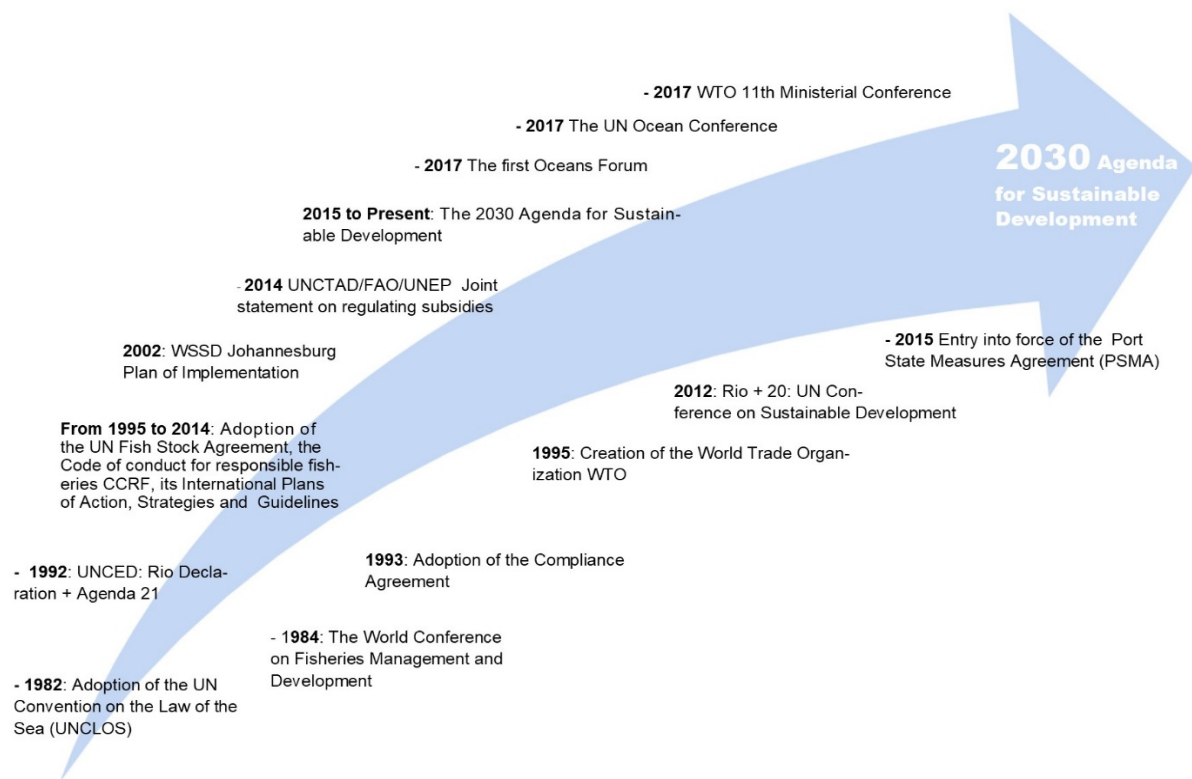 - 2017 WTO 11th Ministerial Conference
- 2017 The UN Ocean Conference
- 2017 The first Oceans Forum
2030 Agenda
for Sustainable
Development
2015 to Present: The 2030 Agenda for Sustain-
able Development
- 2014 UNCTAD/FAO/UNEP Joint
statement on regulating subsidies
2002: WSSD Johannesburg
Plan of Implementation
- 2015 Entry into force of the Port
State Measures Agreement (PSMA)
2012: Rio + 20: UN Con-
ference on Sustainable Development
From 1995 to 2014: Adoption of
the UN Fish Stock Agreement, the
Code of conduct for responsible fish-
eries CCRF, its International Plans
of Action, Strategies and Guidelines
1995: Creation of the World Trade Organ-
ization WTO
- 1992: UNCED: Rio Decla-
ration + Agenda 21
1993: Adoption of the Compliance
Agreement
- 1984: The World Conference
on Fisheries Management and
Development
- 1982: Adoption of the UN
Convention on the Law of the
Sea (UNCLOS)